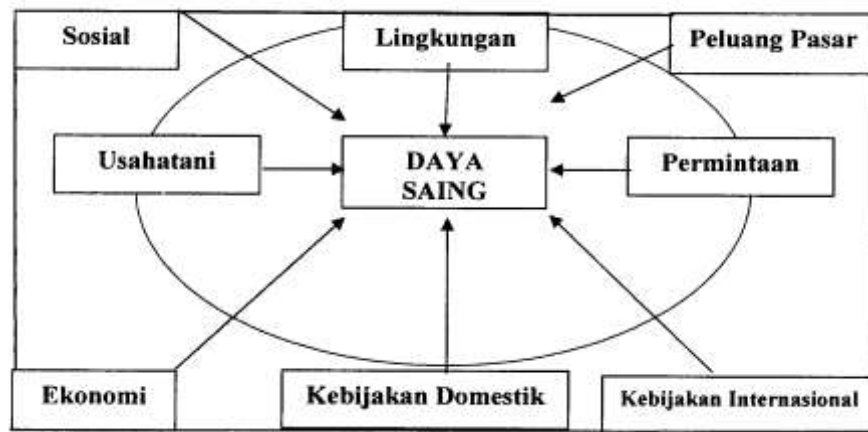 Sosial
Lingkungan
Peluang Pasar
Usahatani
DAYA
SAING
Permintaan
Ekonomi
Kebijakan Domestik
Kebijakan Internasional